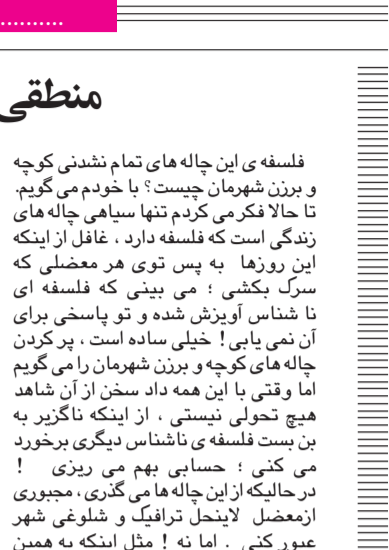 منطقی
فلسفه ی این چاله های تمام نشدنی کوچه
و برزن شهرمان چیست؟ با خودم می گویم.
تا حالا فکر می کردم تنها سیاهی چاله های
زندگی است که فلسفه دارد ، غافل از اینکه
این روزها به پس توی هر معضلی که
سرک بکشی ؛ می بینی که فلسفه ای
نا شناس آویزش شده و تو پاسخی برای
آن نمی یابی ! خیلی ساده است ، پر کردن
چاله های کوچه و برزن شهرمان را می گویم
اما وقتی با این همه داد سخن از آن شاهد
هیچ تحولی نیستی ، از اینکه ناگزیر به
بن بست فلسفه ی ناشناس دیگری برخورد
می کنی ؛ حسابی بهم می ریزی !
در حالیکه از این چاله ها می گذری ، مجبوری
ازمعضل لاینحل ترافیک و شلوغی شهر
عبور کنی . اما نه ! مثل اینکه به همین